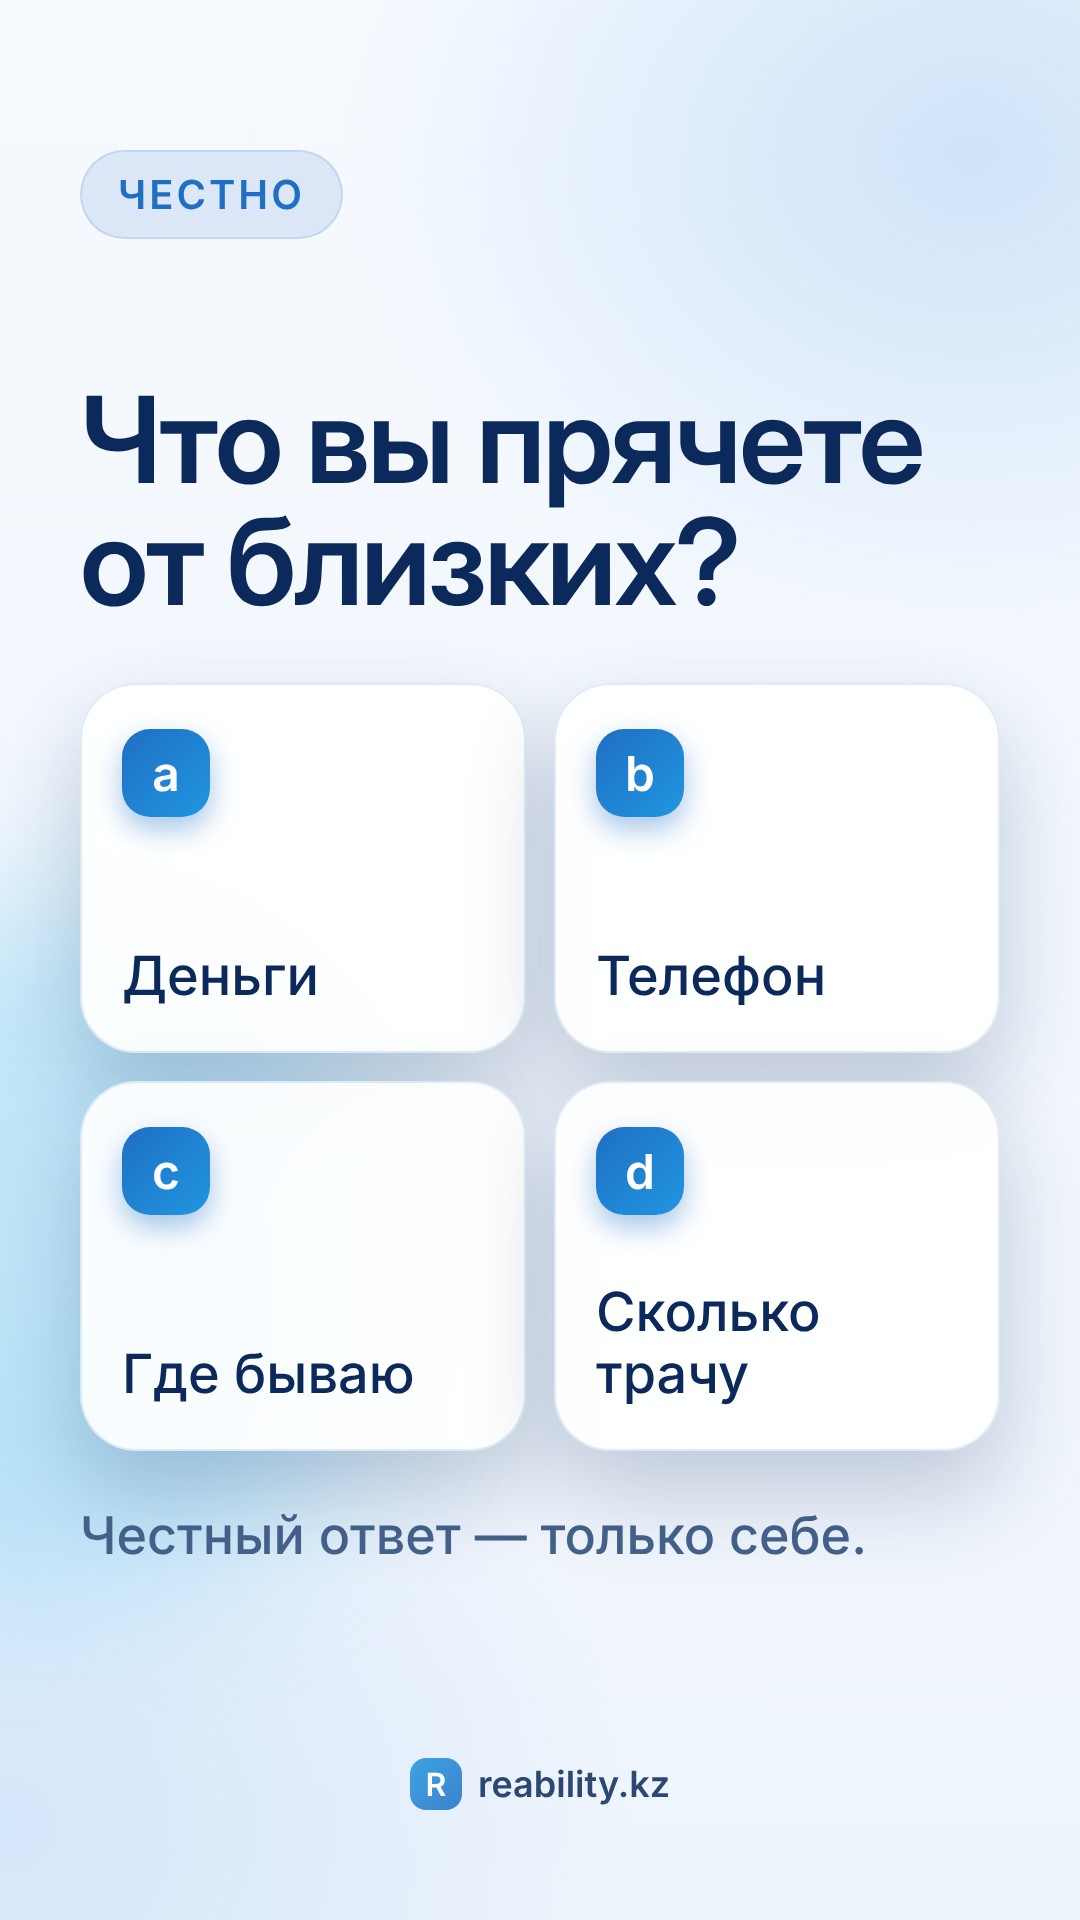 ЧЕСТНО
Что вы прячете
от близких?
a
Деньги
b
Телефон
c
Где бываю
d
Сколько
трачу
Честный ответ — только себе.
R reability.kz